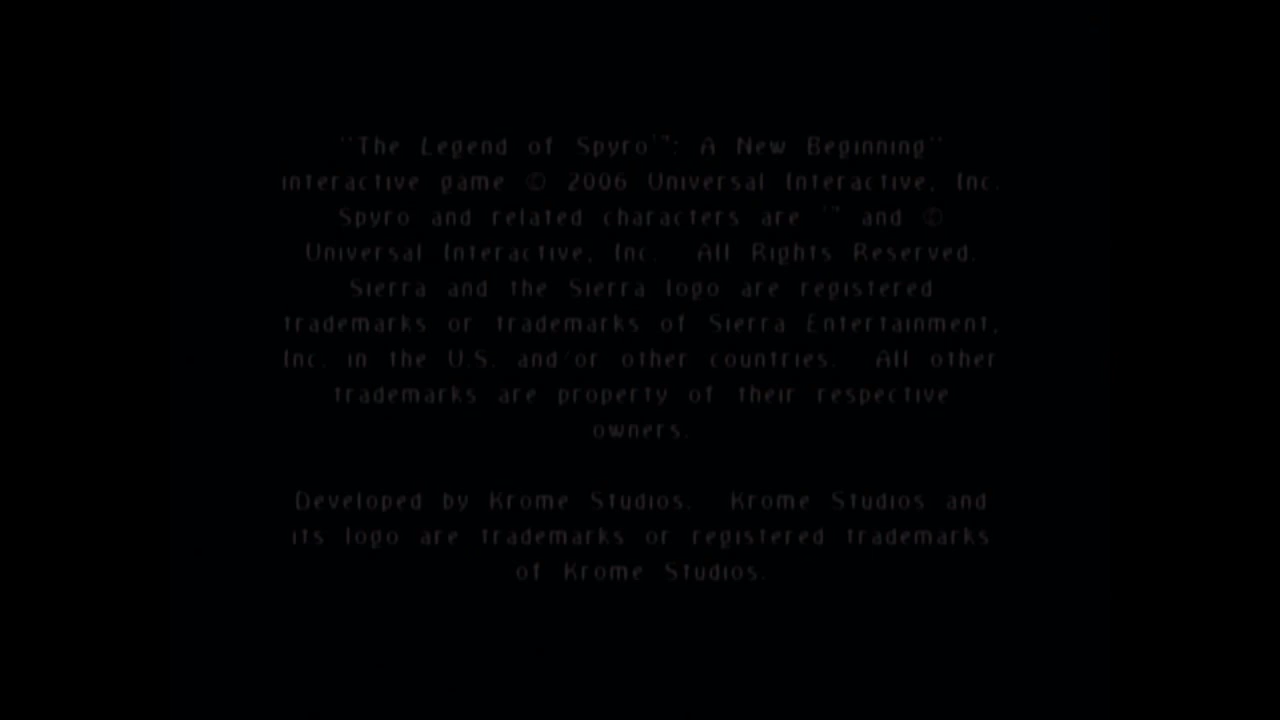 "The Legend of Spyro™: A New Beginning"
interactive game © 2006 Universal Interactive, Inc.
Spyro and related characters are ™ and ©
Universal Interactive, Inc. All Rights Reserved.
Sierra and the Sierra logo are registered
trademarks or trademarks of Sierra Entertainment,
Inc. in the U.S. and/or other countries. All other
trademarks are property of their respective
owners.
Developed by Krome Studios. Krome Studios and
its logo are trademarks or registered trademarks
of Krome Studios.